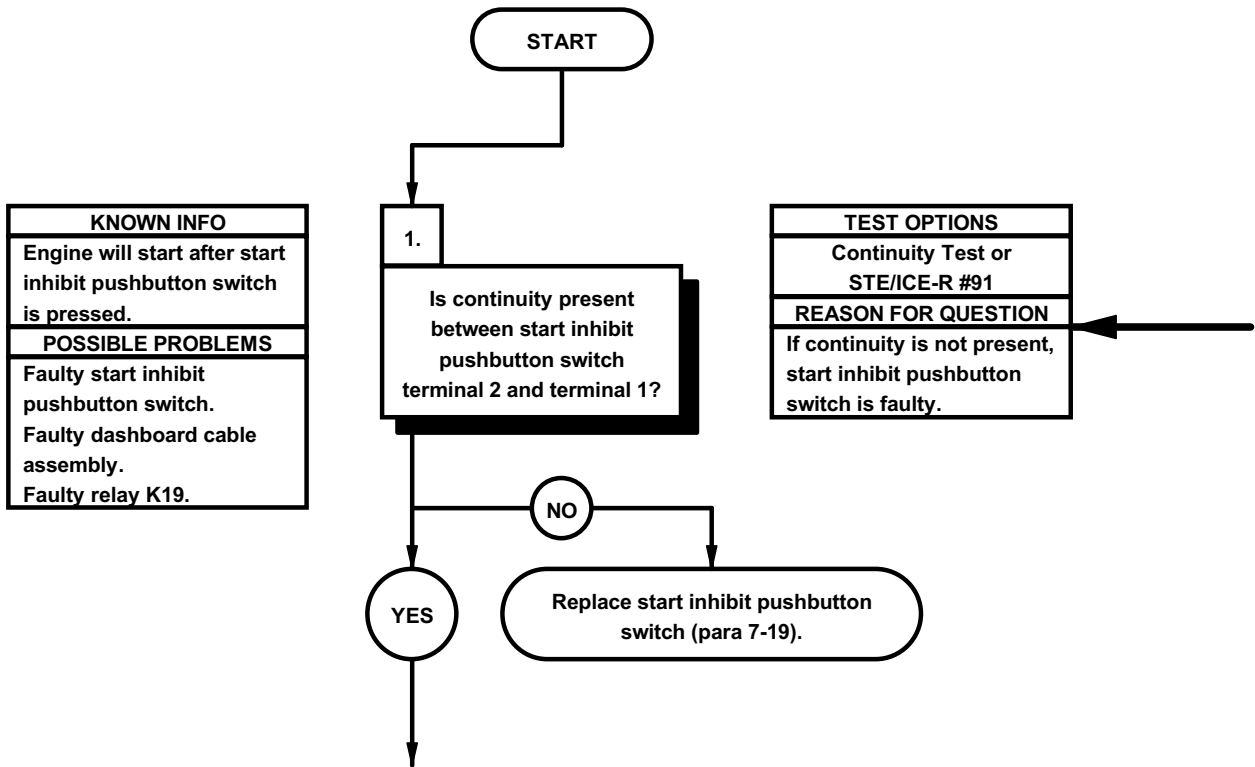 START
KNOWN INFO
Engine will start after start
inhibit pushbutton switch
is pressed.
POSSIBLE PROBLEMS
Faulty start inhibit
pushbutton switch.
Faulty dashboard cable
assembly.
Faulty relay K19.
1.
Is continuity present
between start inhibit
pushbutton switch
terminal 2 and terminal 1?
TEST OPTIONS
Continuity Test or
STE/ICE-R #91
REASON FOR QUESTION
If continuity is not present,
start inhibit pushbutton
switch is faulty.
NO
YES
Replace start inhibit pushbutton
switch (para 7-19).